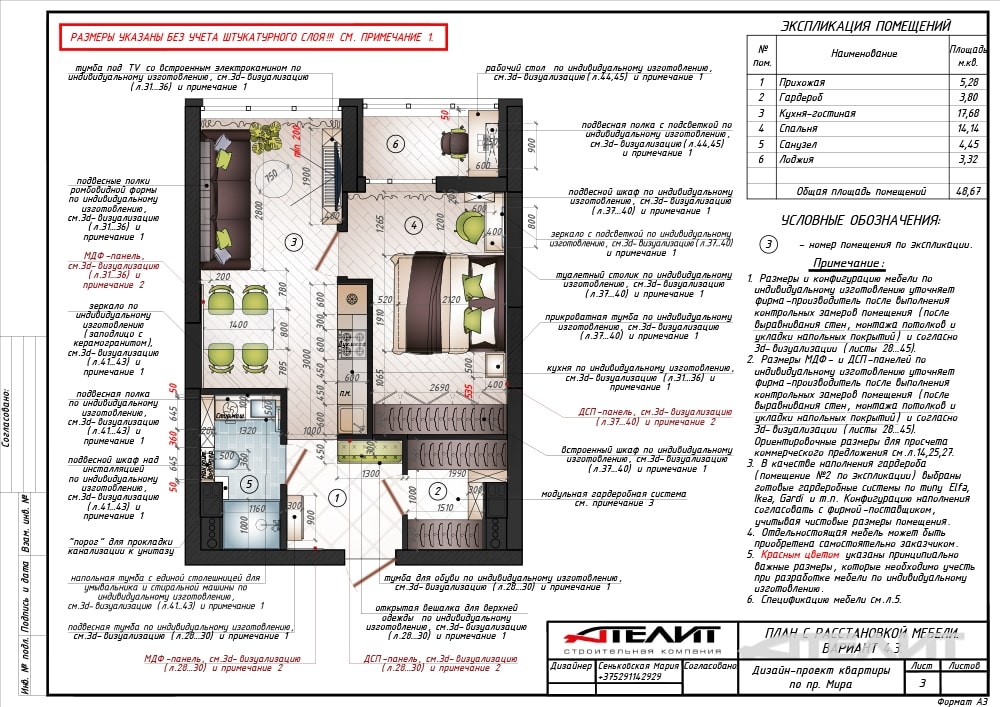 РАЗМЕРЫ УКАЗАНЫ БЕЗ УЧЕТА ШТУКАТУРНОГО СЛОЯ!!! СМ. ПРИМЕЧАНИЕ 1.
тумба под TV со встроенным электрокамином по
индивидуальному изготовлению, см.3d-визуализацию
(л.31...36) и примечание 1
рабочий стол по индивидуальному изготовлению,
см.3d-визуализацию (л.44,45) и примечание 1
подвесная полка с подсветкой по
индивидуальному изготовлению,
см.3d-визуализацию (л.44,45)
и примечание 1
подвесной шкаф по индивидуальному
изготовлению, см.3d-визуализацию
(л.37...40) и примечание 1
зеркало с подсветкой по индивидуальному
изготовлению, см.3d-визуализацию (л.37...40)
и примечание 1
туалетный столик по индивидуальному
изготовлению, см.3d-визуализацию
(л.37...40) и примечание 1
прикроватная тумба по индивидуальному
изготовлению, см.3d-визуализацию
(л.37...40) и примечание 1
кухня по индивидуальному изготовлению,
см.3d-визуализацию (л.31...36) и
примечание 1
ДСП-панель, см.3d-визуализацию
(л.37...40) и примечание 2
встроенный шкаф по индивидуальному
изготовлению, см.3d-визуализацию
(л.37...40) и примечание 1
модульная гардеробная система
см. примечание 3
подвесные полки
ромбовидной формы
по индивидуальному
изготовлению,
см.3d-визуализацию
(л.31...36) и
примечание 1
МДФ-панель,
см.3d-визуализацию
(л.31...36) и
примечание 2
зеркало по
индивидуальному
изготовлению
(заподлицо с
керамогранитом),
см.3d-визуализацию
(л.41...43) и
примечание 1
подвесная полка
по индивидуальному
изготовлению,
см.3d-визуализацию
(л.41...43) и
примечание 1
подвесной шкаф над
инсталляцией
по индивидуальному
изготовлению,
см.3d-визуализацию
(л.41...43) и
примечание 1
"порог" для прокладки
канализации к унитазу
напольная тумба с единой столешницей для
умывальника и стиральной машины по
индивидуальному изготовлению,
см.3d-визуализацию (л.41...43) и примечание 1
подвесная тумба по индивидуальному изготовлению,
см.3d-визуализацию (л.28...30) и примечание 1
МДФ-панель, см.3d-визуализацию
(л.28...30) и примечание 2
тумба для обуви по индивидуальному изготовлению,
см.3d-визуализацию (л.28...30) и примечание 1
открытая вешалка для верхней
одежды по индивидуальному
изготовлению, см.3d-визуализацию
(л.28...30) и примечание 1
ДСП-панель, см.3d-визуализацию
(л.28...30) и примечание 2
min 200
750
1900
2800
400
3
200
1400
780
800
785
600
300
300
600
3000
450
600
600
п.м.
6
50
600
900
1265
1200
200
4
600
400
800
520
2120
1910
1065
2690
535
400
50
645
360
645
50
1320
500
360
5
1160
1000
300
900
1
1000
450
300
1300
1000
2
1990
1510
300
ЭКСПЛИКАЦИЯ ПОМЕЩЕНИЙ
№ пом. Наименование Площадь м.кв.
1 Прихожая 5,28
2 Гардероб 3,80
3 Кухня-гостиная 17,68
4 Спальня 14,14
5 Санузел 4,45
6 Лоджия 3,32
Общая площадь помещений 48,67
УСЛОВНЫЕ ОБОЗНАЧЕНИЯ:
3 - номер помещения по экспликации.
Примечание:
1. Размеры и конфигурацию мебели по
индивидуальному изготовлению уточняет
фирма-производитель после выполнения
контрольных замеров помещения (после
выравнивания стен, монтажа потолков и
укладки напольных покрытий) и согласно
3d-визуализации (листы 28...45).
2. Размеры МДФ- и ДСП-панелей по
индивидуальному изготовлению уточняет
фирма-производитель после выполнения
контрольных замеров помещения (после
выравнивания стен, монтажа потолков и
укладки напольных покрытий) и согласно
3d-визуализации (листы 28...45).
Ориентировочные размеры для просчета
коммерческого предложения см.л.14,25,27.
3. В качестве наполнения гардероба
(помещение №2 по экспликации) выбраны
готовые гардеробные системы по типу Elfa,
Ikea, Gardi и т.п. Конфигурацию наполнения
согласовать с фирмой-поставщиком,
учитывая чистовые размеры помещения.
4. Отдельностоящая мебель может быть
приобретена самостоятельно заказчиком.
5. Красным цветом указаны принципиально
важные размеры, которые необходимо учесть
при разработке мебели по индивидуальному
изготовлению.
6. Спецификацию мебели см.л.5.
АТЕЛИТ
строительная компания
АТЕЛИТ
ПЛАН С РАССТАНОВКОЙ МЕБЕЛИ.
ВАРИАНТ 4.3
Дизайнер Сеньковская Мария
+375291142929
Согласовано
Дизайн-проект квартиры
по пр. Мира
Лист Листов
3
Формат А3
Согласовано:
Взам. инв. №
Подпись и дата
Инв. № подл.